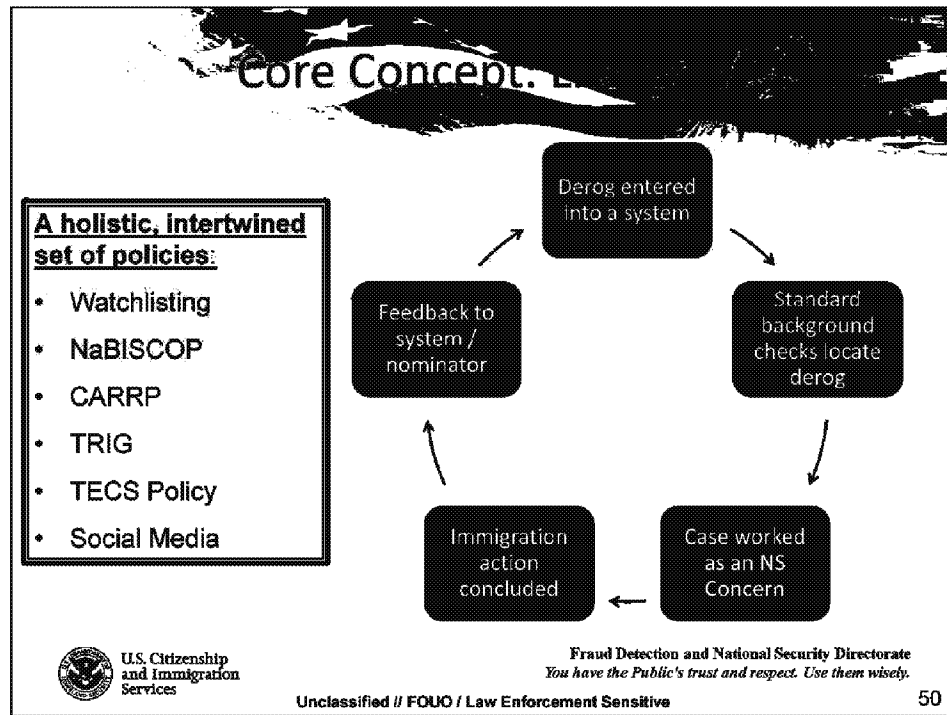 Core Concept:
A holistic, intertwined
set of policies:
• Watchlisting
• NaBISCOP
• CARRP
• TRIG
• TECS Policy
• Social Media
Derog entered
into a system
Standard
background
checks locate
derog
Case worked
as an NS
Concern
Immigration
action
concluded
Feedback to
system /
nominator
U.S. Citizenship
and Immigration
Services
Fraud Detection and National Security Directorate
You have the Public's trust and respect. Use them wisely.
Unclassified // FOUO / Law Enforcement Sensitive
50